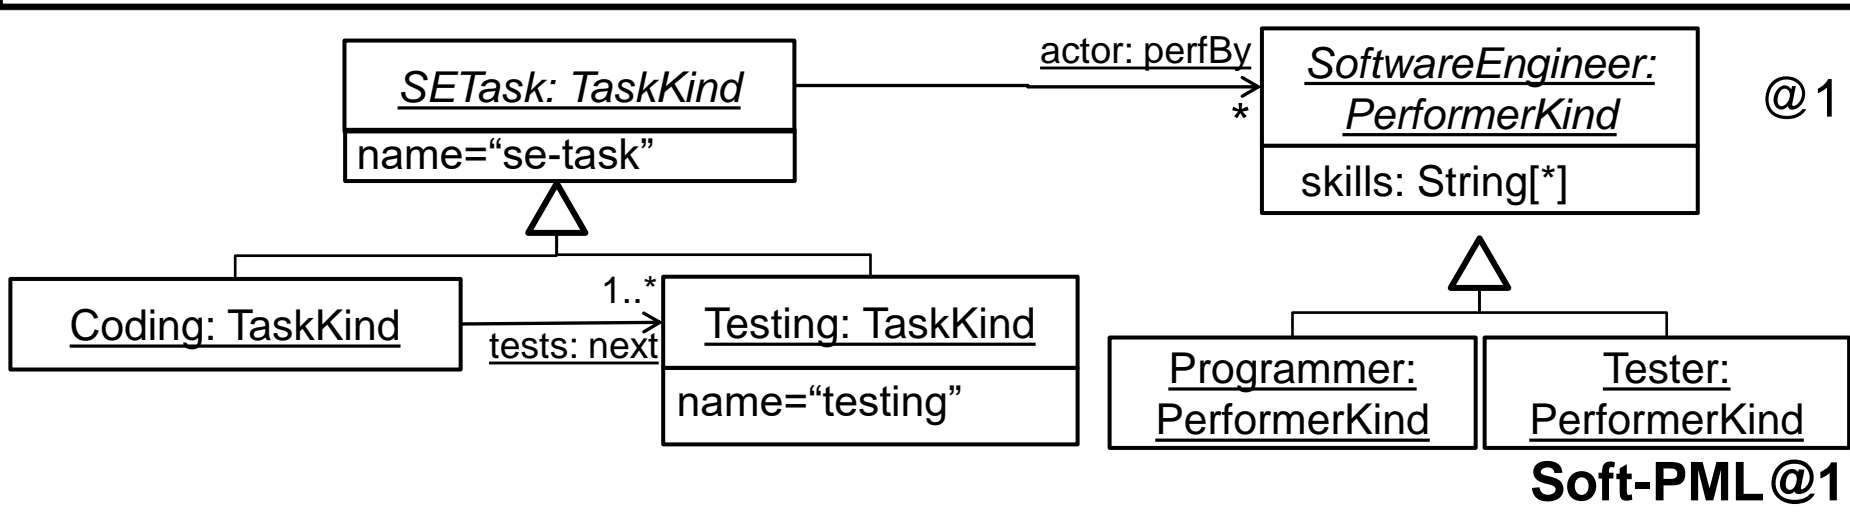 SETask: TaskKind
name=“se-task”
actor: perfBy
*
SoftwareEngineer:
PerformerKind
skills: String[*]
@1
Coding: TaskKind
1..*
tests: next
Testing: TaskKind
name=“testing”
Programmer:
PerformerKind
Tester:
PerformerKind
Soft-PML@1